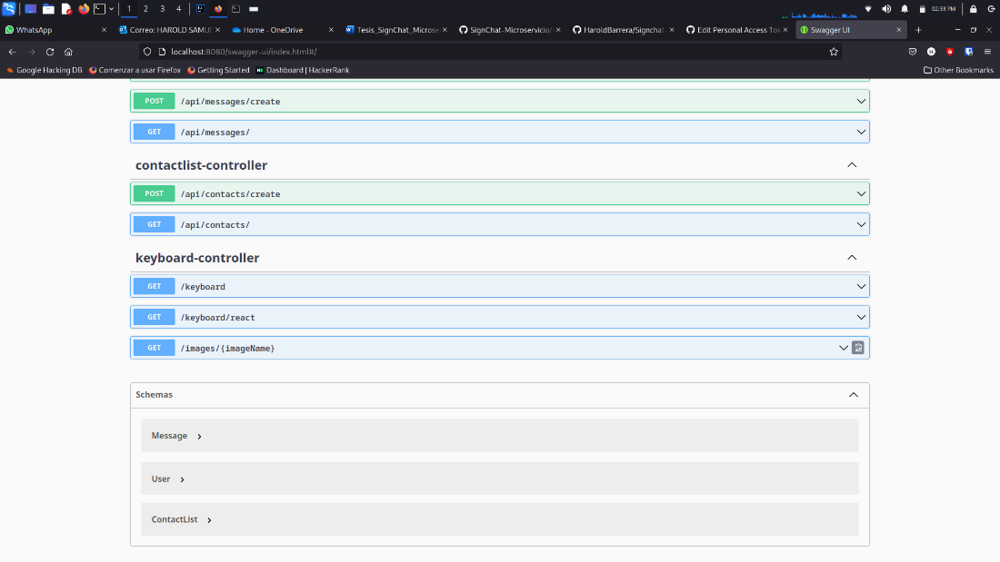 1 2 3 4 02:33 PM
WhatsApp Correo: HAROLD SAMUE Home - OneDrive Tesis_SignChat_Microse SignChat-Microservicio/ HaroldBarrera/Signchat Edit Personal Access Tok Swagger UI
localhost:8080/swagger-ui/index.html#/
Google Hacking DB Comenzar a usar Firefox Getting Started Dashboard | HackerRank Other Bookmarks
POST /api/messages/create
GET /api/messages/
contactlist-controller
POST /api/contacts/create
GET /api/contacts/
keyboard-controller
GET /keyboard
GET /keyboard/react
GET /images/{imageName}
Schemas
Message
User
ContactList